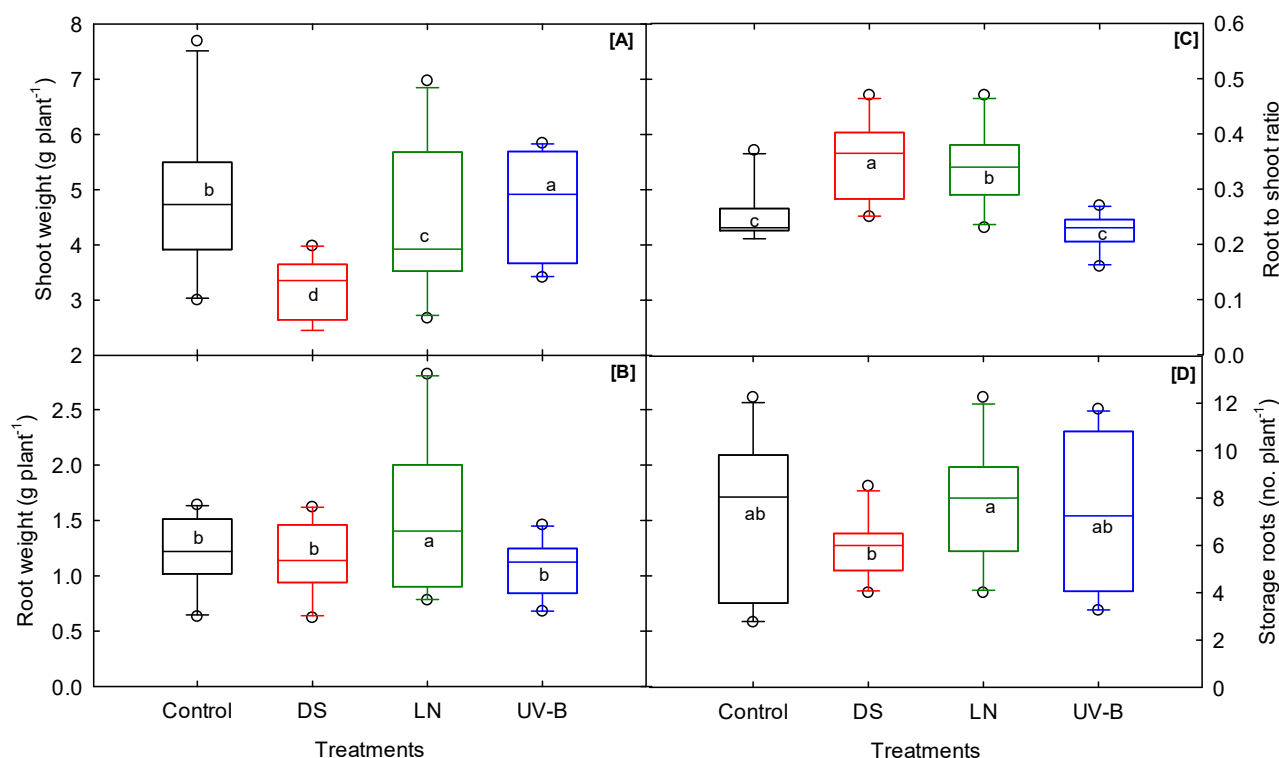 [A]
Shoot weight (g plant⁻¹)
8
7
6
5
4
3
2
b
d
c
a
[C]
Root to shoot ratio
0.6
0.5
0.4
0.3
0.2
0.1
0.0
c
a
b
c
[B]
Root weight (g plant⁻¹)
2.5
2.0
1.5
1.0
0.5
0.0
b
b
a
b
Control DS LN UV-B
Treatments
[D]
Storage roots (no. plant⁻¹)
12
10
8
6
4
2
0
ab
b
a
ab
Control DS LN UV-B
Treatments